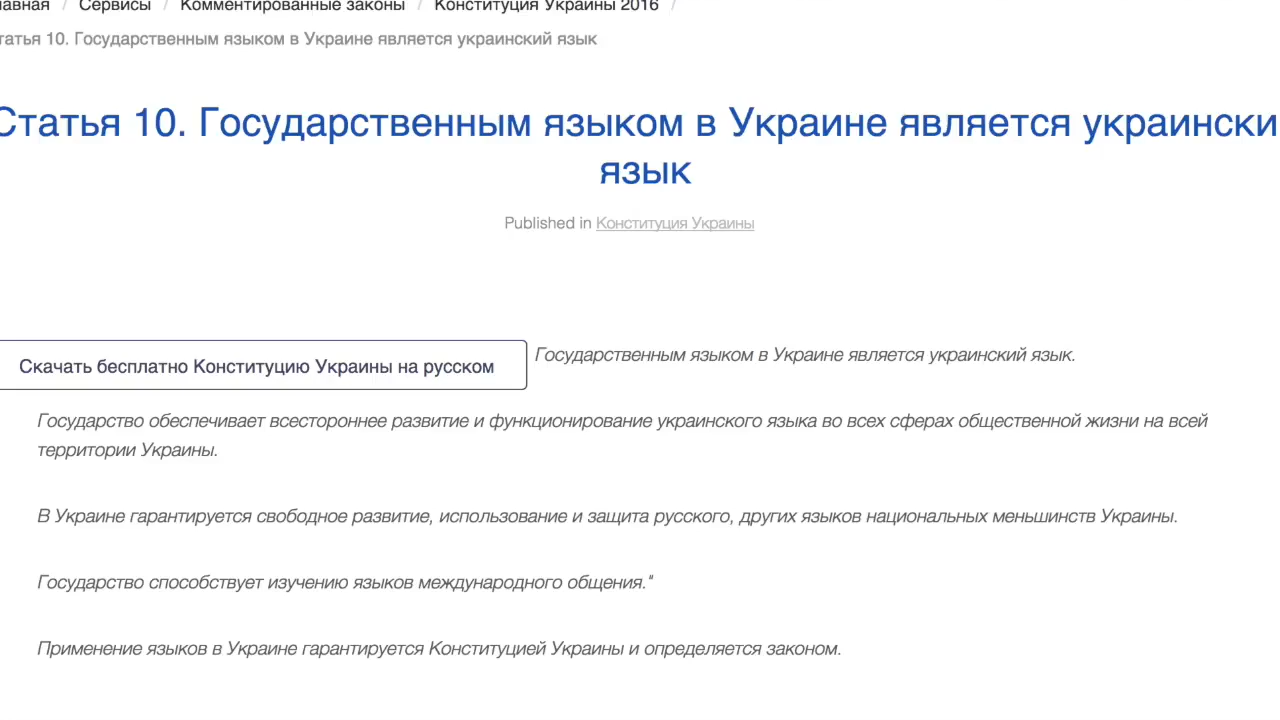 лавная / Сервисы / Комментированные законы / Конституция Украины 2016 /
татья 10. Государственным языком в Украине является украинский язык
Статья 10. Государственным языком в Украине является украински
язык
Published in Конституция Украины
Скачать бесплатно Конституцию Украины на русском
Государственным языком в Украине является украинский язык.
Государство обеспечивает всестороннее развитие и функционирование украинского языка во всех сферах общественной жизни на всей
территории Украины.
В Украине гарантируется свободное развитие, использование и защита русского, других языков национальных меньшинств Украины.
Государство способствует изучению языков международного общения."
Применение языков в Украине гарантируется Конституцией Украины и определяется законом.